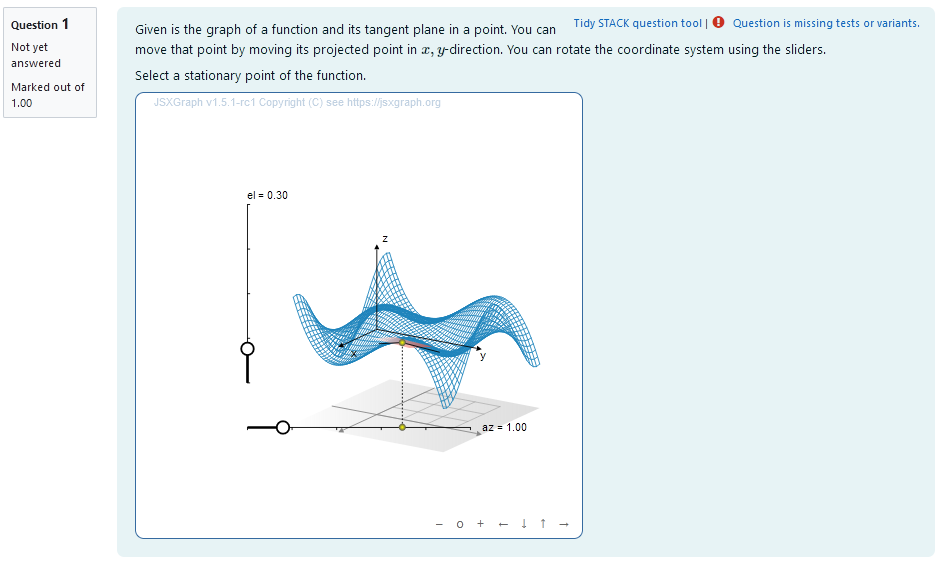 Question 1
Not yet
answered
Marked out of
1.00
Tidy STACK question tool | Question is missing tests or variants.
Given is the graph of a function and its tangent plane in a point. You can
move that point by moving its projected point in x, y-direction. You can rotate the coordinate system using the sliders.
Select a stationary point of the function.
JSXGraph v1.5.1-rc1 Copyright (C) see https://jsxgraph.org
el = 0.30
z
x
y
az = 1.00
− o + ← ↓ ↑ →